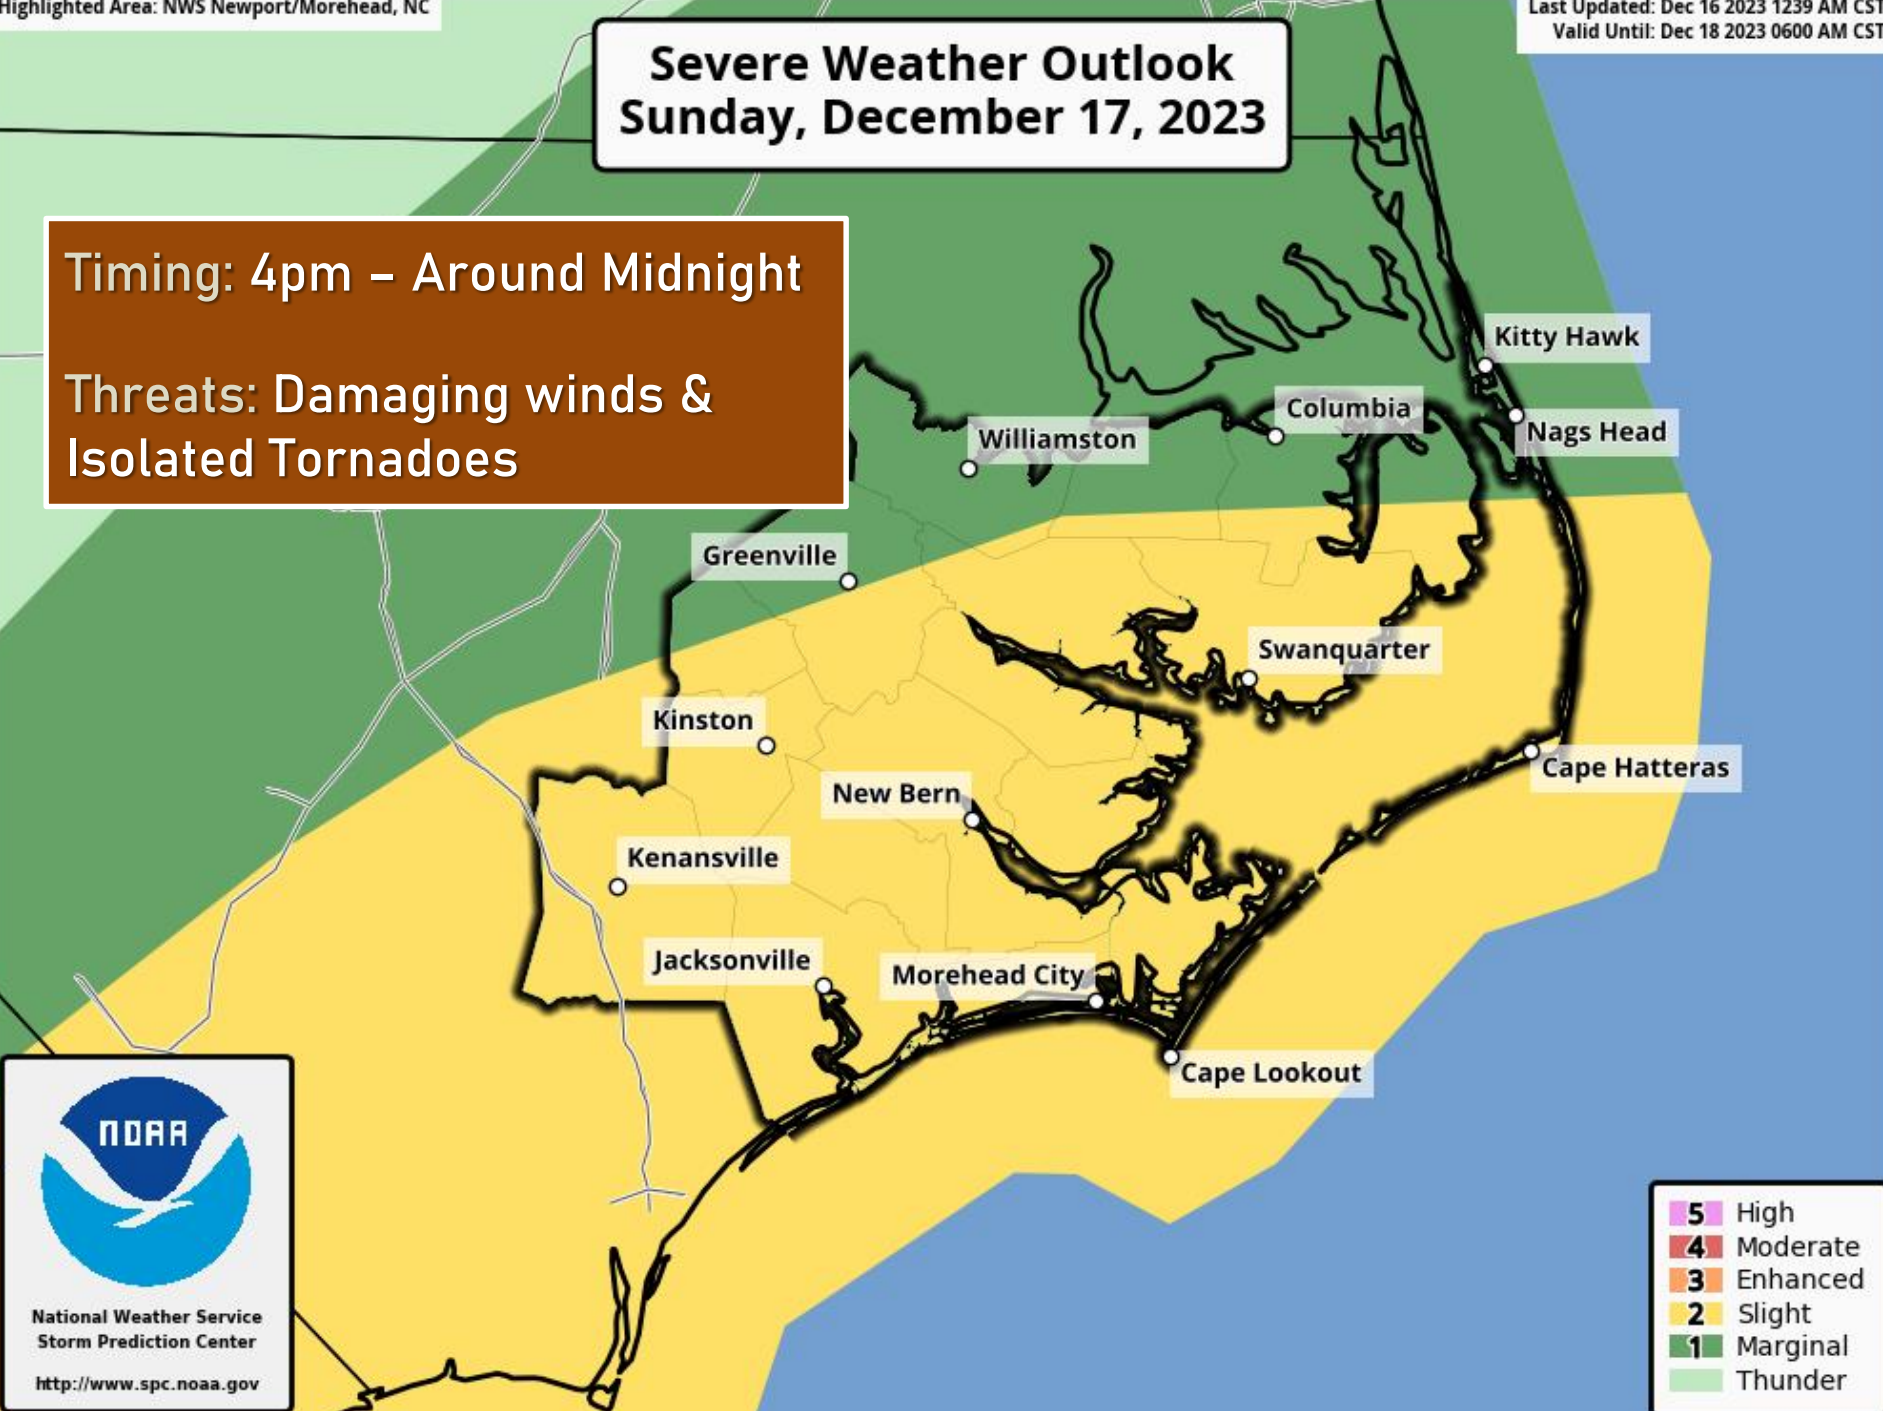 Highlighted Area: NWS Newport/Morehead, NC
Last Updated: Dec 16 2023 1239 AM CST
Valid Until: Dec 18 2023 0600 AM CST
Severe Weather Outlook
Sunday, December 17, 2023
Timing: 4pm – Around Midnight
Threats: Damaging winds &
Isolated Tornadoes
Kitty Hawk
Columbia
Nags Head
Williamston
Greenville
Swanquarter
Kinston
Cape Hatteras
New Bern
Kenansville
Jacksonville
Morehead City
Cape Lookout
NOAA
National Weather Service
Storm Prediction Center
http://www.spc.noaa.gov
5 High
4 Moderate
3 Enhanced
2 Slight
1 Marginal
Thunder